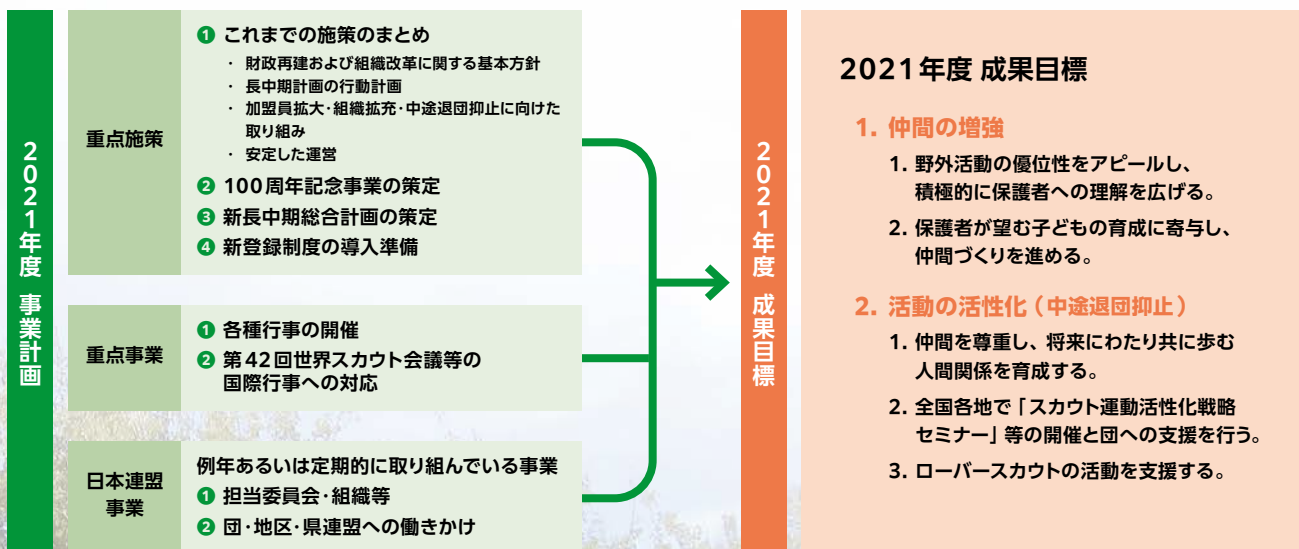 2021年度 事業計画
重点施策
❶ これまでの施策のまとめ
・ 財政再建および組織改革に関する基本方針
・ 長中期計画の行動計画
・ 加盟員拡大・組織拡充・中途退団抑止に向けた
取り組み
・ 安定した運営
❷ 100周年記念事業の策定
❸ 新長中期総合計画の策定
❹ 新登録制度の導入準備
重点事業
❶ 各種行事の開催
❷ 第42回世界スカウト会議等の
国際行事への対応
日本連盟
事業
例年あるいは定期的に取り組んでいる事業
❶ 担当委員会・組織等
❷ 団・地区・県連盟への働きかけ
2021年度 成果目標
2021年度 成果目標
1. 仲間の増強
1. 野外活動の優位性をアピールし、
積極的に保護者への理解を広げる。
2. 保護者が望む子どもの育成に寄与し、
仲間づくりを進める。
2. 活動の活性化（中途退団抑止）
1. 仲間を尊重し、将来にわたり共に歩む
人間関係を育成する。
2. 全国各地で「スカウト運動活性化戦略
セミナー」等の開催と団への支援を行う。
3. ローバースカウトの活動を支援する。